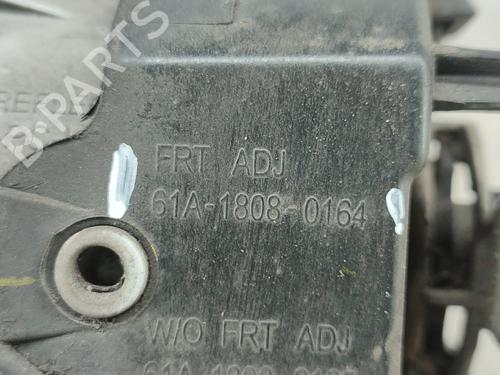 B-PARTS
FRT ADJ
61A-1808-0164
W/O FRT ADJ